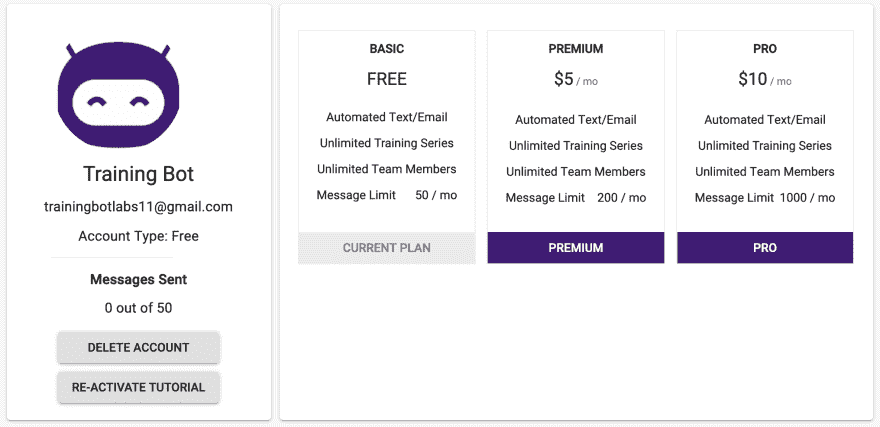 Training Bot
trainingbotlabs11@gmail.com
Account Type: Free
Messages Sent
0 out of 50
DELETE ACCOUNT
RE-ACTIVATE TUTORIAL
BASIC
FREE
Automated Text/Email
Unlimited Training Series
Unlimited Team Members
Message Limit 50 / mo
CURRENT PLAN
PREMIUM
$5 / mo
Automated Text/Email
Unlimited Training Series
Unlimited Team Members
Message Limit 200 / mo
PREMIUM
PRO
$10 / mo
Automated Text/Email
Unlimited Training Series
Unlimited Team Members
Message Limit 1000 / mo
PRO